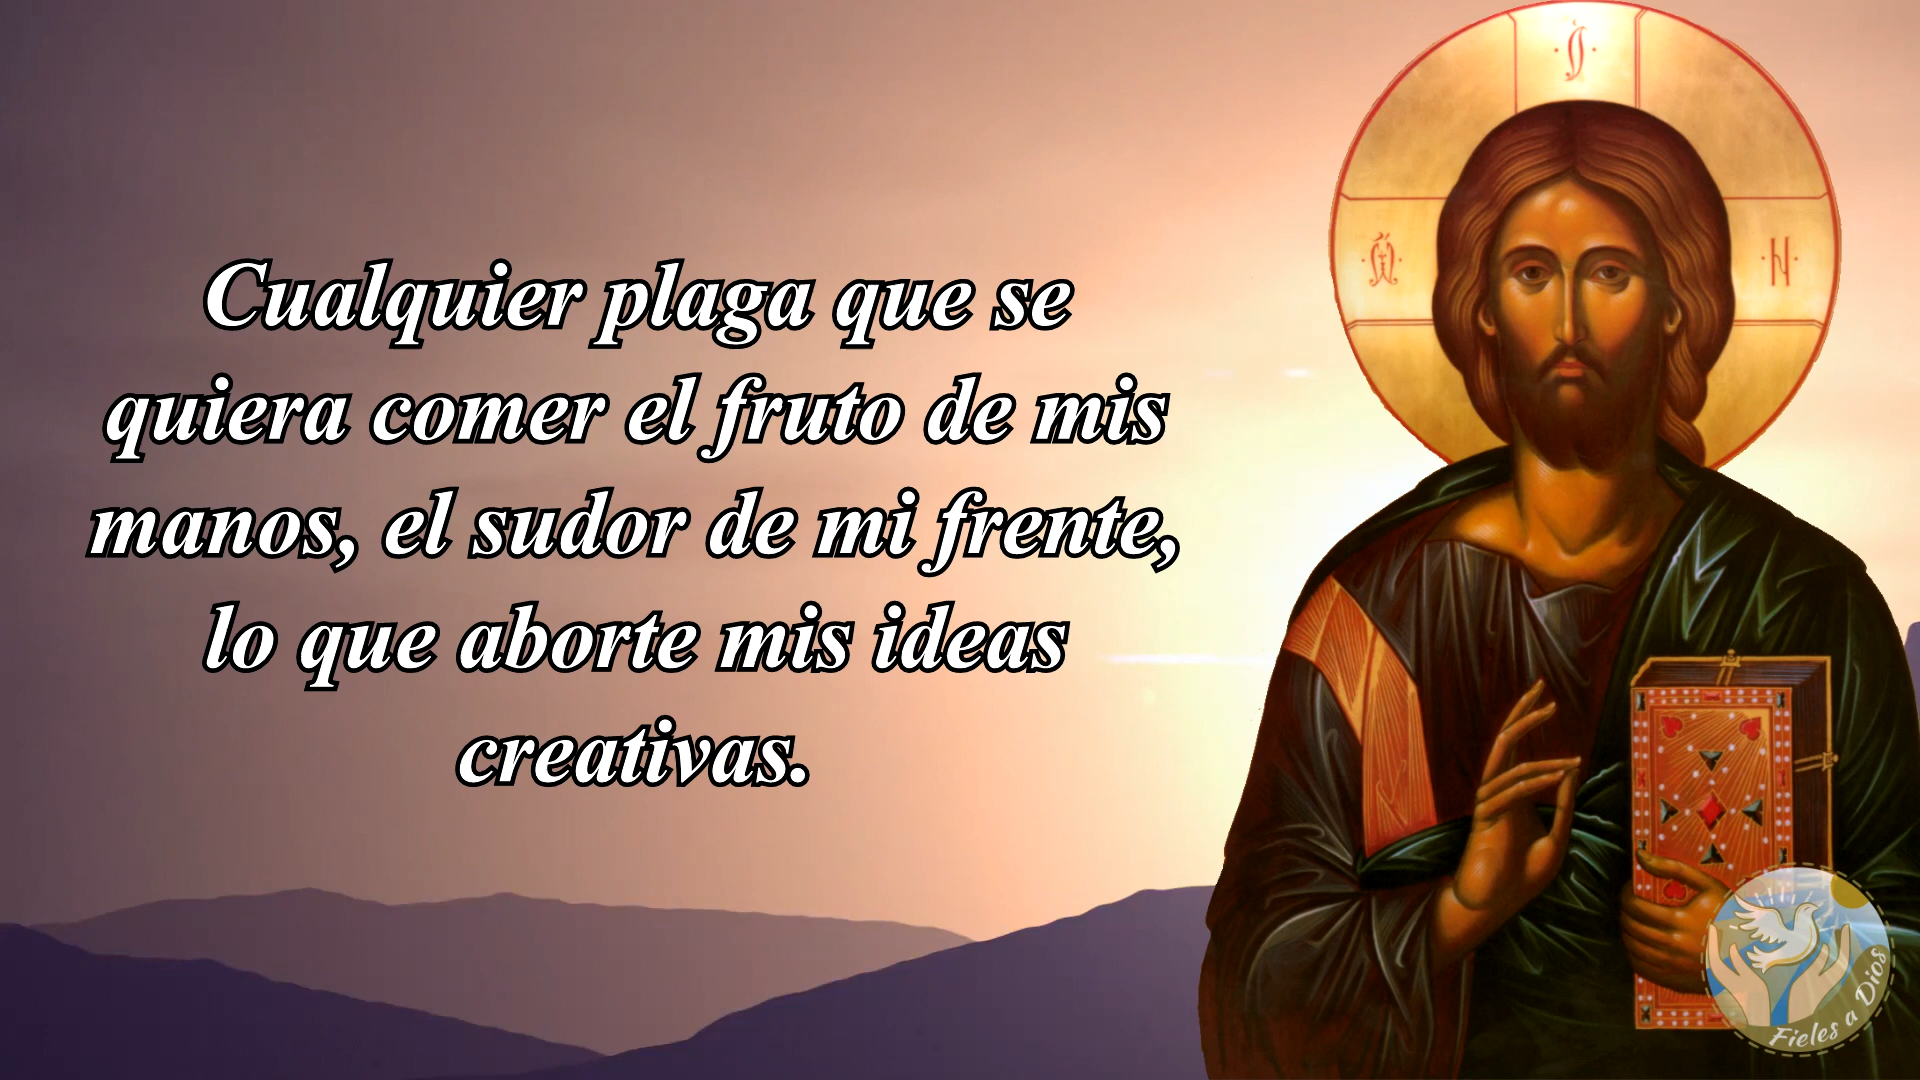 Cualquier plaga que se
quiera comer el fruto de mis
manos, el sudor de mi frente,
lo que aborte mis ideas
creativas.
Fieles a Dios